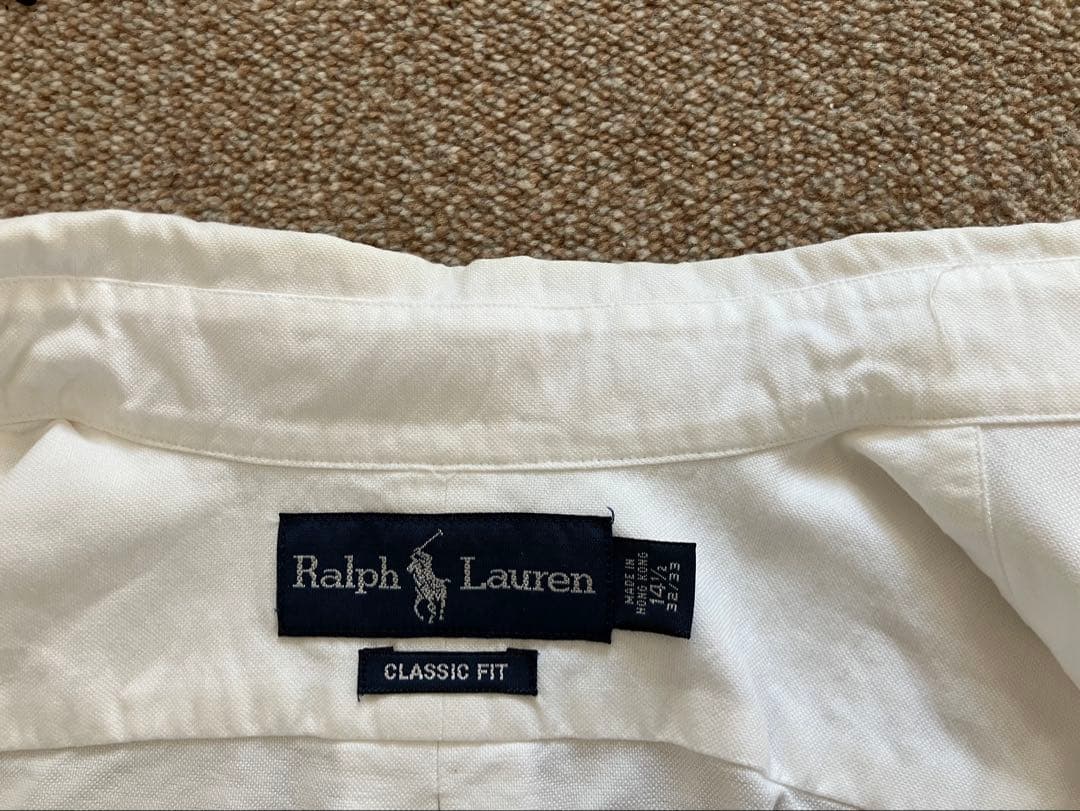 Ralph Lauren
MADE IN
HONG KONG
14½
32/33
CLASSIC FIT